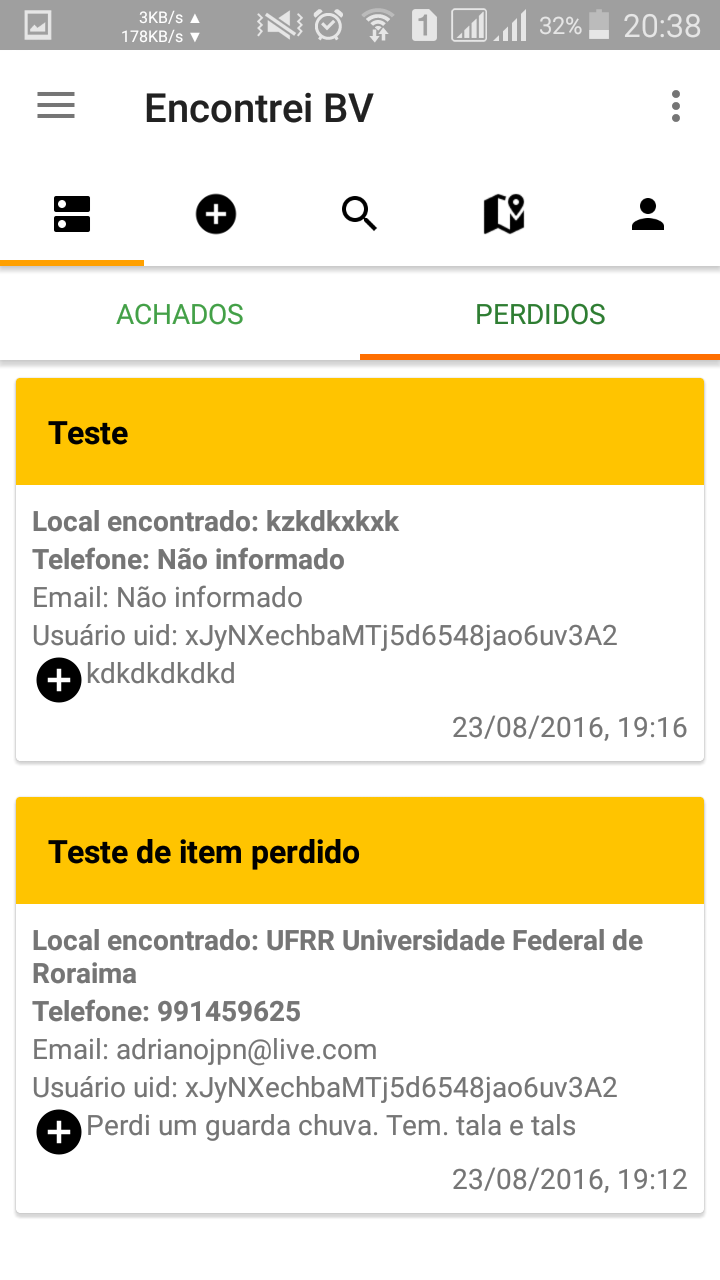 3KB/s ▲
178KB/s ▼
1
32%
20:38
Encontrei BV
ACHADOS
PERDIDOS
Teste
Local encontrado: kzkdkxkxk
Telefone: Não informado
Email: Não informado
Usuário uid: xJyNXechbaMTj5d6548jao6uv3A2
kdkdkdkdkd
23/08/2016, 19:16
Teste de item perdido
Local encontrado: UFRR Universidade Federal de
Roraima
Telefone: 991459625
Email: adrianojpn@live.com
Usuário uid: xJyNXechbaMTj5d6548jao6uv3A2
Perdi um guarda chuva. Tem. tala e tals
23/08/2016, 19:12